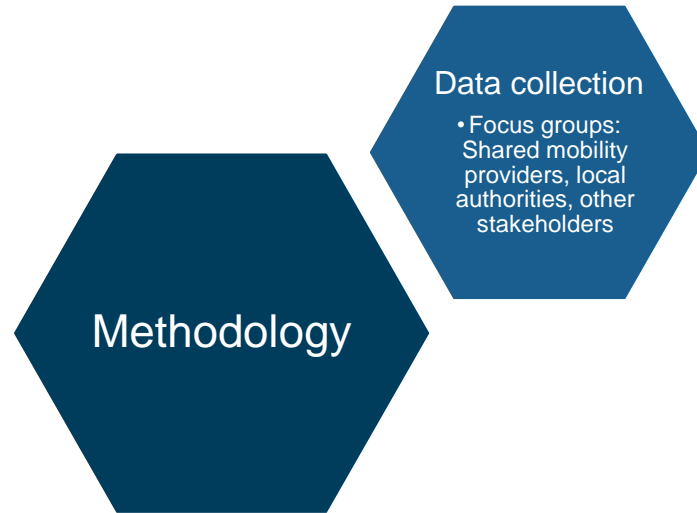 Data collection
• Focus groups:
Shared mobility
providers, local
authorities, other
stakeholders
Methodology